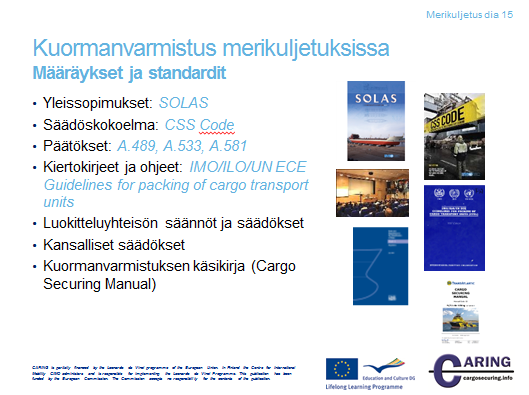 Merikuljetus dia 15
Kuormanvarmistus merikuljetuksissa
Määräykset ja standardit
• Yleissopimukset: SOLAS
• Säädöskokoelma: CSS Code
• Päätökset: A.489, A.533, A.581
• Kiertokirjeet ja ohjeet: IMO/ILO/UN ECE
Guidelines for packing of cargo transport
units
• Luokitteluyhteisön säännöt ja säädökset
• Kansalliset säädökset
• Kuormanvarmistuksen käsikirja (Cargo
Securing Manual)
SOLAS
CSS CODE
CARGO
SECURING
MANUAL
CARING is partially financed by the Leonardo da Vinci programme of the European Union. In Finland the Centre for International
Mobility CIMO administers and is responsible for implementing the Leonardo da Vinci Programme. This publication has been
funded by the European Commission. The Commission accepts no responsibility for the contents of the publication.
Education and Culture DG
Lifelong Learning Programme
CARING
cargosecuring.info